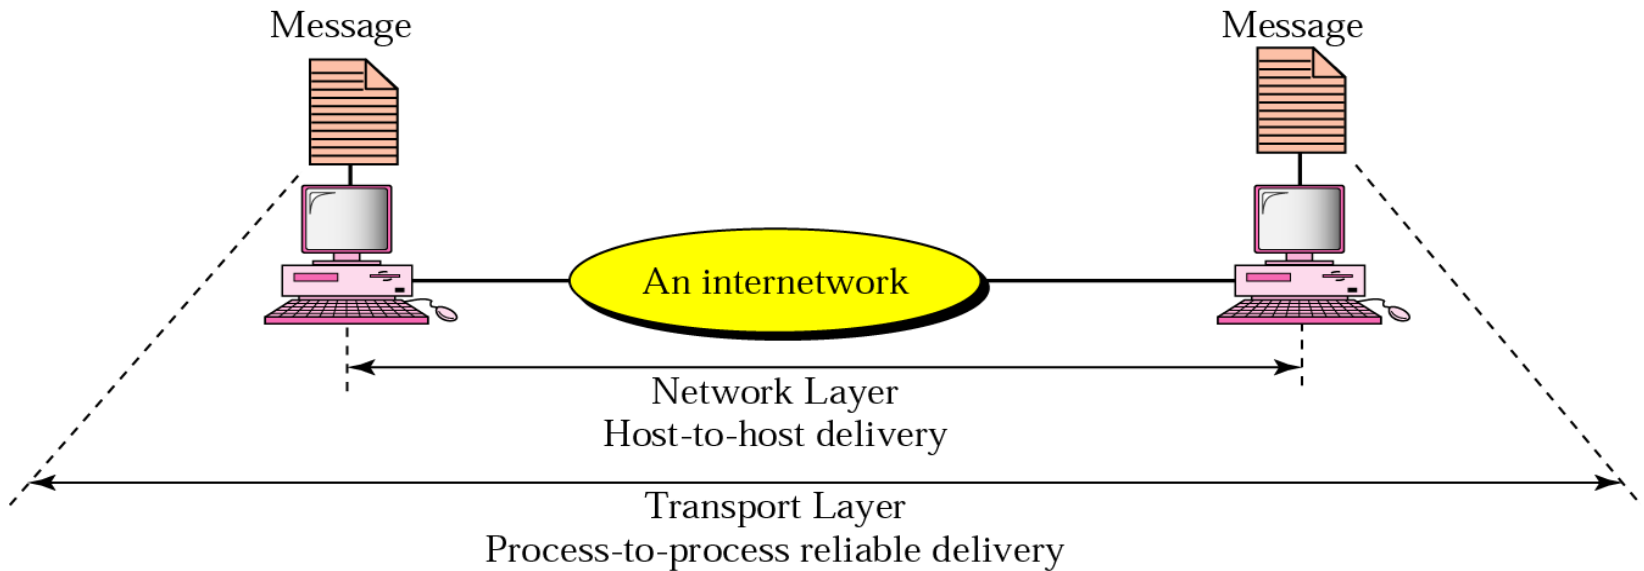 Message
Message
An internetwork
Network Layer
Host-to-host delivery
Transport Layer
Process-to-process reliable delivery